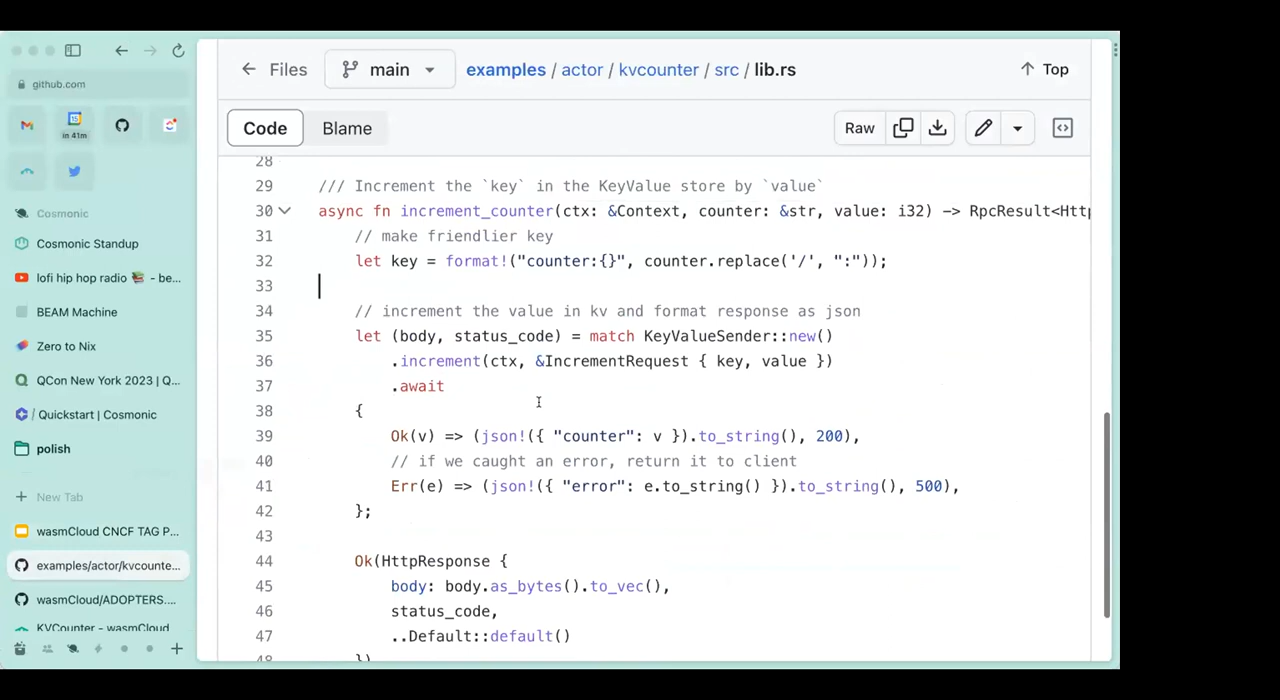 github.com
in 41m
Cosmonic
Cosmonic Standup
lofi hip hop radio 📚 - be...
BEAM Machine
Zero to Nix
QCon New York 2023 | Q...
/ Quickstart | Cosmonic
polish
New Tab
wasmCloud CNCF TAG P...
examples/actor/kvcounte...
wasmCloud/ADOPTERS....
KVCounter - wasmCloud
Files
main
examples / actor / kvcounter / src / lib.rs
Top
Code
Blame
Raw
28
29 /// Increment the `key` in the KeyValue store by `value`
30 async fn increment_counter(ctx: &Context, counter: &str, value: i32) -> RpcResult<Htt
31 // make friendlier key
32 let key = format!("counter:{}", counter.replace('/', ":"));
33
34 // increment the value in kv and format response as json
35 let (body, status_code) = match KeyValueSender::new()
36 .increment(ctx, &IncrementRequest { key, value })
37 .await
38 {
39 Ok(v) => (json!({ "counter": v }).to_string(), 200),
40 // if we caught an error, return it to client
41 Err(e) => (json!({ "error": e.to_string() }).to_string(), 500),
42 };
43
44 Ok(HttpResponse {
45 body: body.as_bytes().to_vec(),
46 status_code,
47 ..Default::default()
48 })